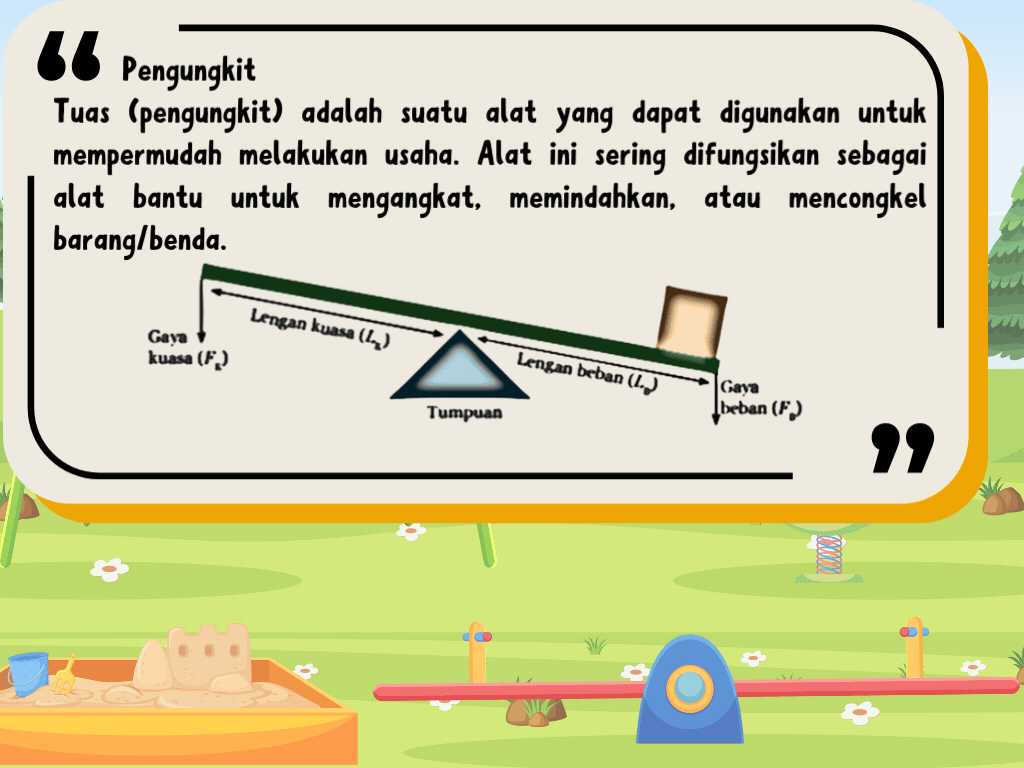 “ Pengungkit
Tuas (pengungkit) adalah suatu alat yang dapat digunakan untuk
mempermudah melakukan usaha. Alat ini sering difungsikan sebagai
alat bantu untuk mengangkat, memindahkan, atau mencongkel
barang/benda.
Lengan kuasa (Lₖ)
Gaya
kuasa (Fₖ)
Lengan beban (L_B)
Gaya
beban (F_B)
Tumpuan
”